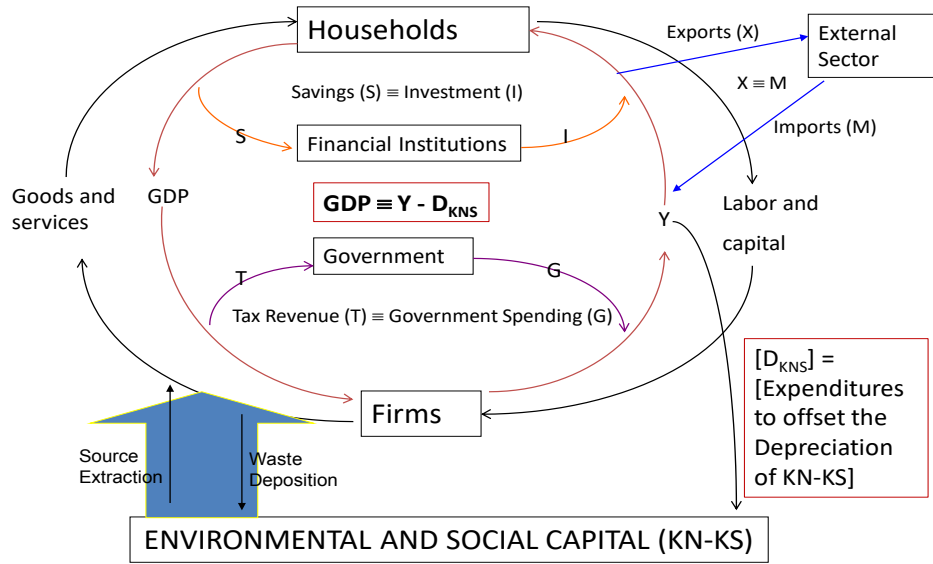 Households
Exports (X)
External
Sector
Savings (S) ≡ Investment (I)
X ≡ M
S
Financial Institutions
I
Imports (M)
Goods and
services
GDP
GDP ≡ Y - D_KNS
Y
Labor and
capital
Government
T
G
Tax Revenue (T) ≡ Government Spending (G)
[D_KNS] =
[Expenditures
to offset the
Depreciation
of KN-KS]
Firms
Source
Extraction
Waste
Deposition
ENVIRONMENTAL AND SOCIAL CAPITAL (KN-KS)